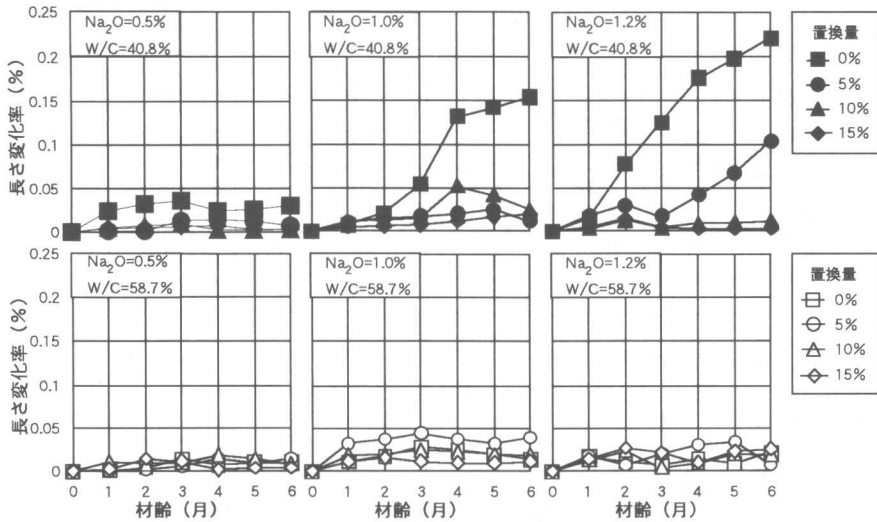 長さ変化率 (%)
0.25
0.2
0.15
0.1
0.05
0
Na₂O=0.5%
W/C=40.8%
Na₂O=1.0%
W/C=40.8%
Na₂O=1.2%
W/C=40.8%
置換量
0%
5%
10%
15%
長さ変化率 (%)
0.25
0.2
0.15
0.1
0.05
0
Na₂O=0.5%
W/C=58.7%
Na₂O=1.0%
W/C=58.7%
Na₂O=1.2%
W/C=58.7%
置換量
0%
5%
10%
15%
0 1 2 3 4 5 6
0 1 2 3 4 5 6
0 1 2 3 4 5 6
材齢 (月)
材齢 (月)
材齢 (月)